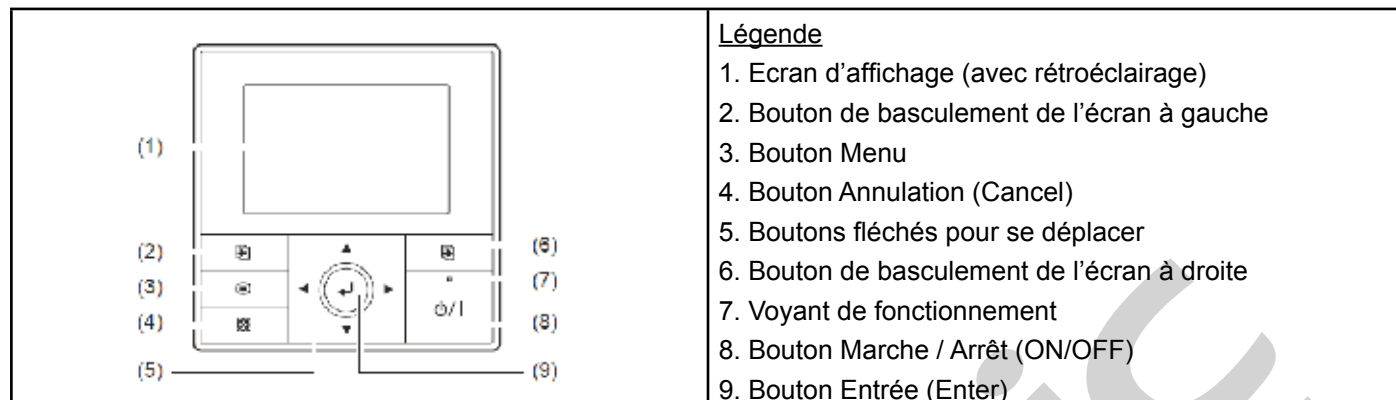 (1)
(2)
(3)
(4)
(5)
(6)
(7)
(8)
(9)
⏻/I
Légende
1. Ecran d’affichage (avec rétroéclairage)
2. Bouton de basculement de l’écran à gauche
3. Bouton Menu
4. Bouton Annulation (Cancel)
5. Boutons fléchés pour se déplacer
6. Bouton de basculement de l’écran à droite
7. Voyant de fonctionnement
8. Bouton Marche / Arrêt (ON/OFF)
9. Bouton Entrée (Enter)